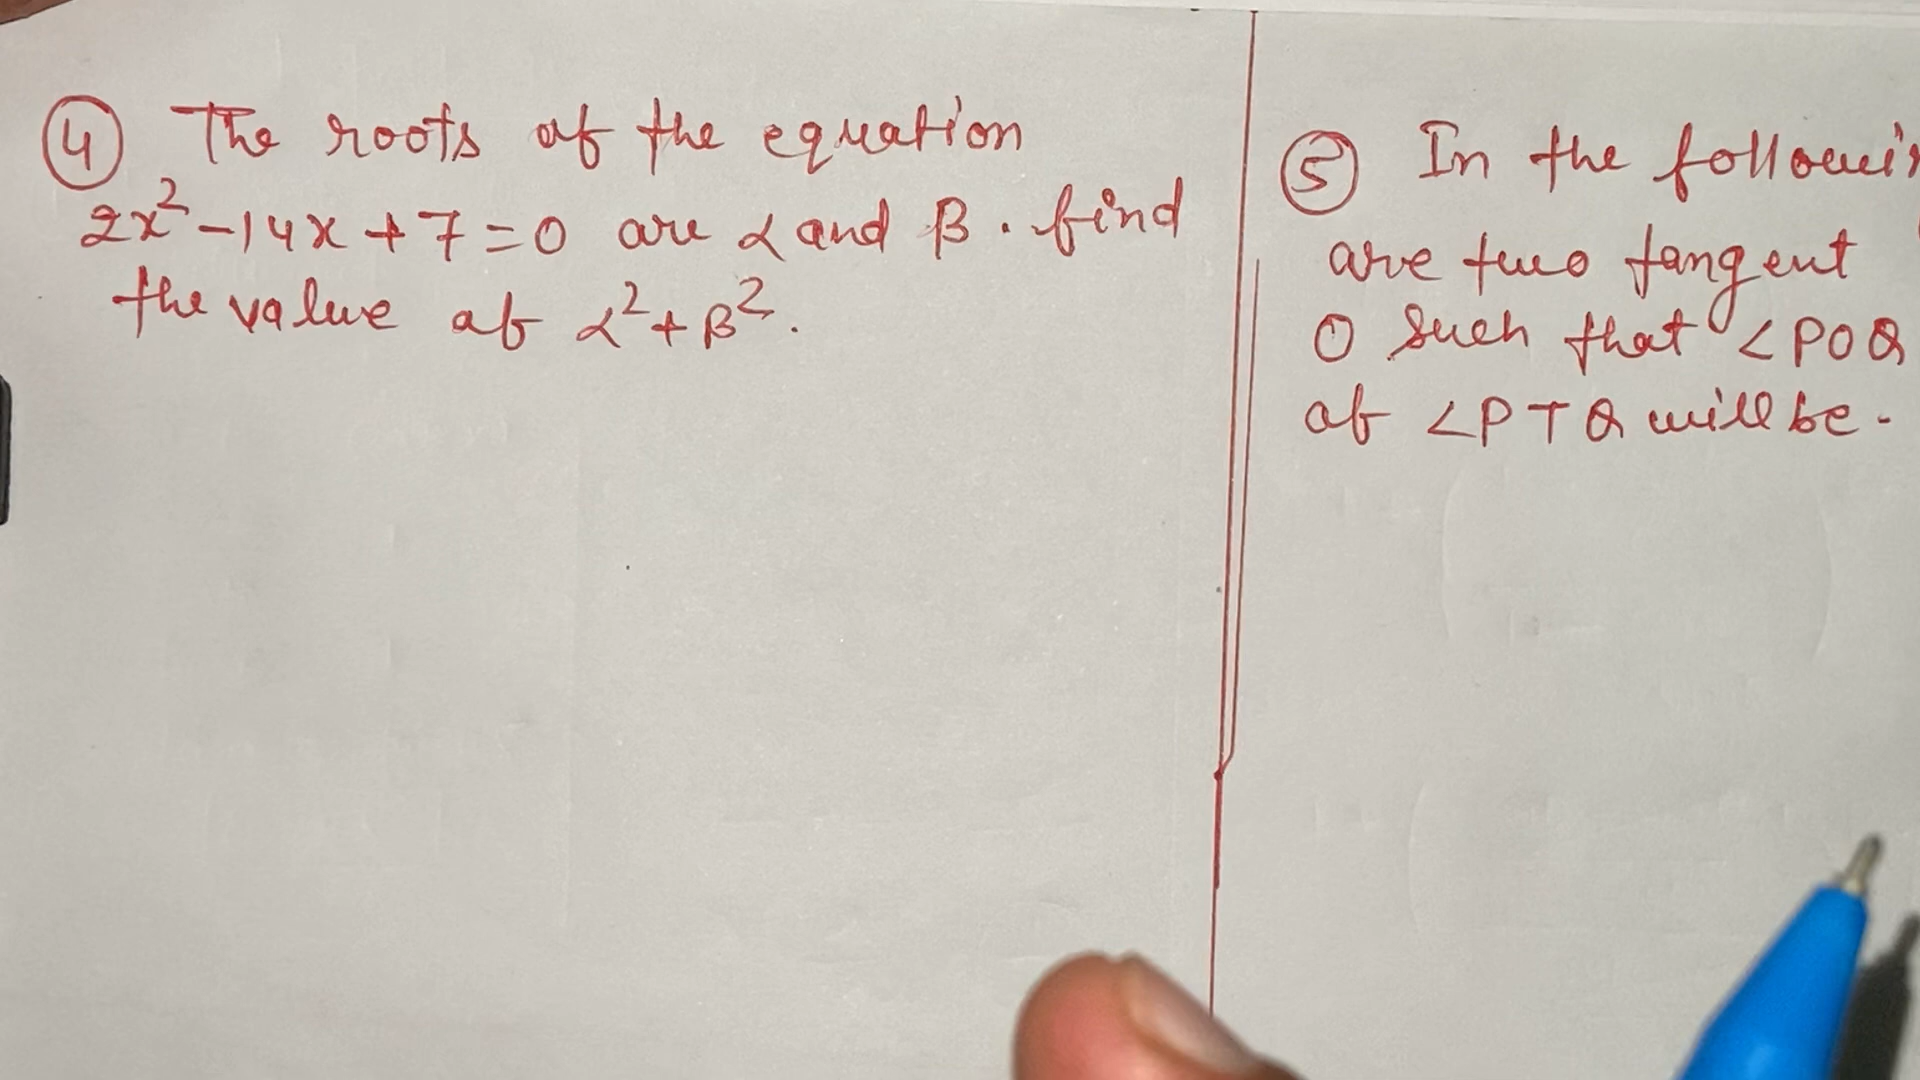 ④ The roots of the equation
2x² - 14x + 7 = 0 are α and β . find
the value of α² + β².
⑤ In the
are two tangent
O such that ∠POQ
of ∠PTQ will be.